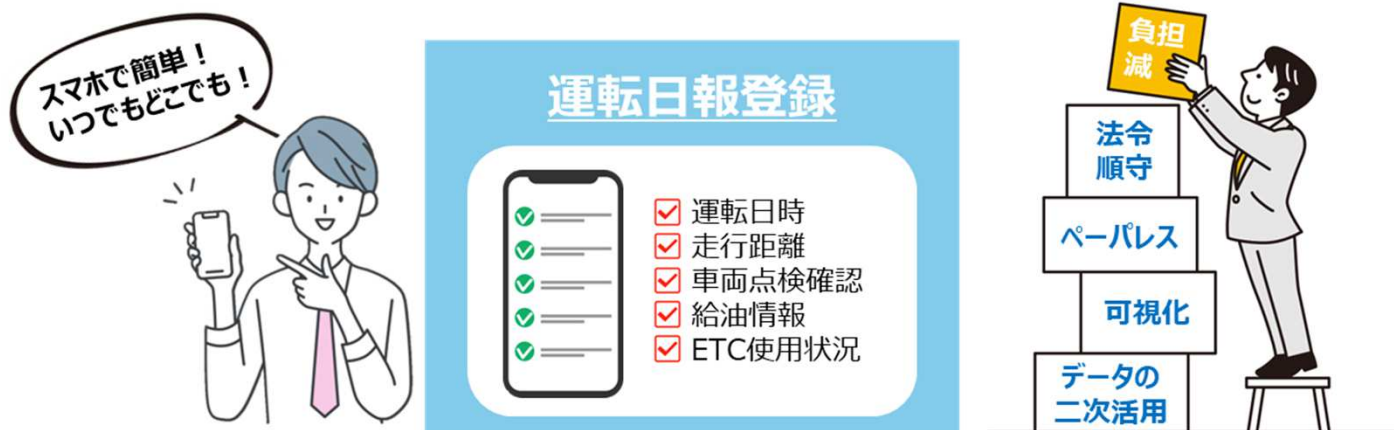 スマホで簡単！
いつでもどこでも！
運転日報登録
運転日時
走行距離
車両点検確認
給油情報
ETC使用状況
負担
減
法令
順守
ペーパレス
可視化
データの
二次活用